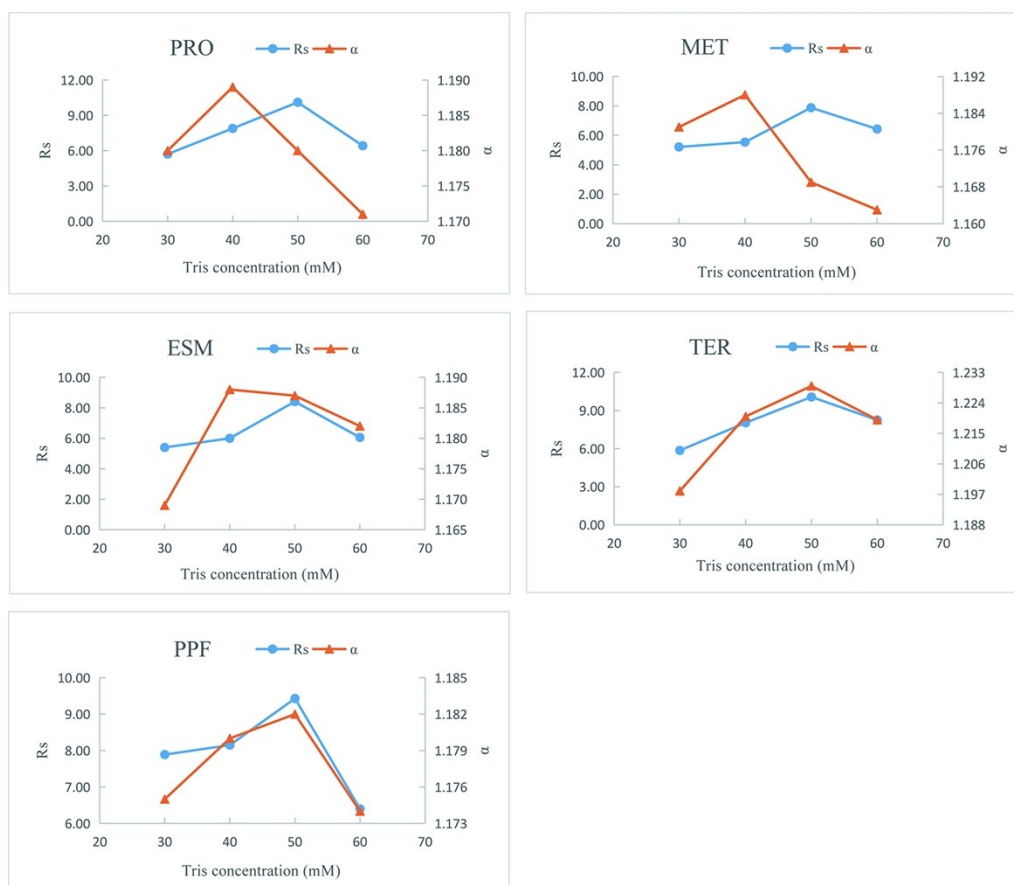 PRO
Rs α
12.00
9.00
6.00
3.00
0.00
Rs
1.190
1.185
1.180
1.175
1.170
α
20 30 40 50 60 70
Tris concentration (mM)
MET
Rs α
10.00
8.00
6.00
4.00
2.00
0.00
Rs
1.192
1.184
1.176
1.168
1.160
α
20 30 40 50 60 70
Tris concentration (mM)
ESM
Rs α
10.00
8.00
6.00
4.00
2.00
0.00
Rs
1.190
1.185
1.180
1.175
1.170
1.165
α
20 30 40 50 60 70
Tris concentration (mM)
TER
Rs α
12.00
9.00
6.00
3.00
0.00
Rs
1.233
1.224
1.215
1.206
1.197
1.188
α
20 30 40 50 60 70
Tris concentration (mM)
PPF
Rs α
10.00
9.00
8.00
7.00
6.00
Rs
1.185
1.182
1.179
1.176
1.173
α
20 30 40 50 60 70
Tris concentration (mM)